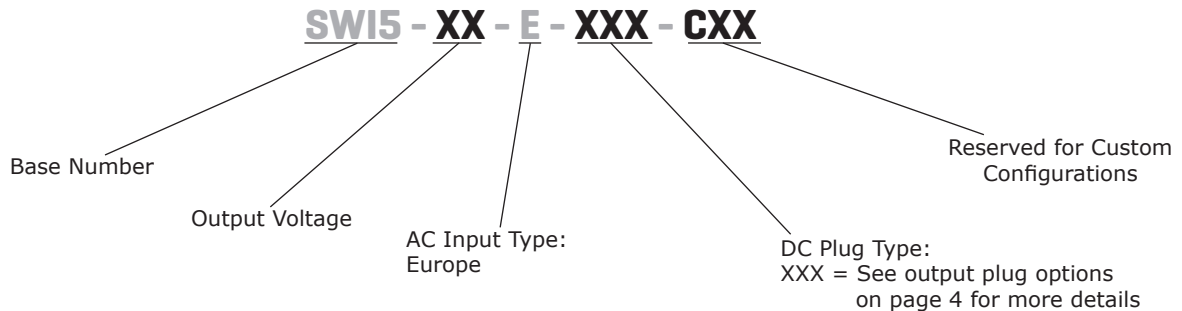 SWI5 - XX - E - XXX - CXX
Base Number
Output Voltage
AC Input Type:
Europe
DC Plug Type:
XXX = See output plug options
on page 4 for more details
Reserved for Custom
Configurations